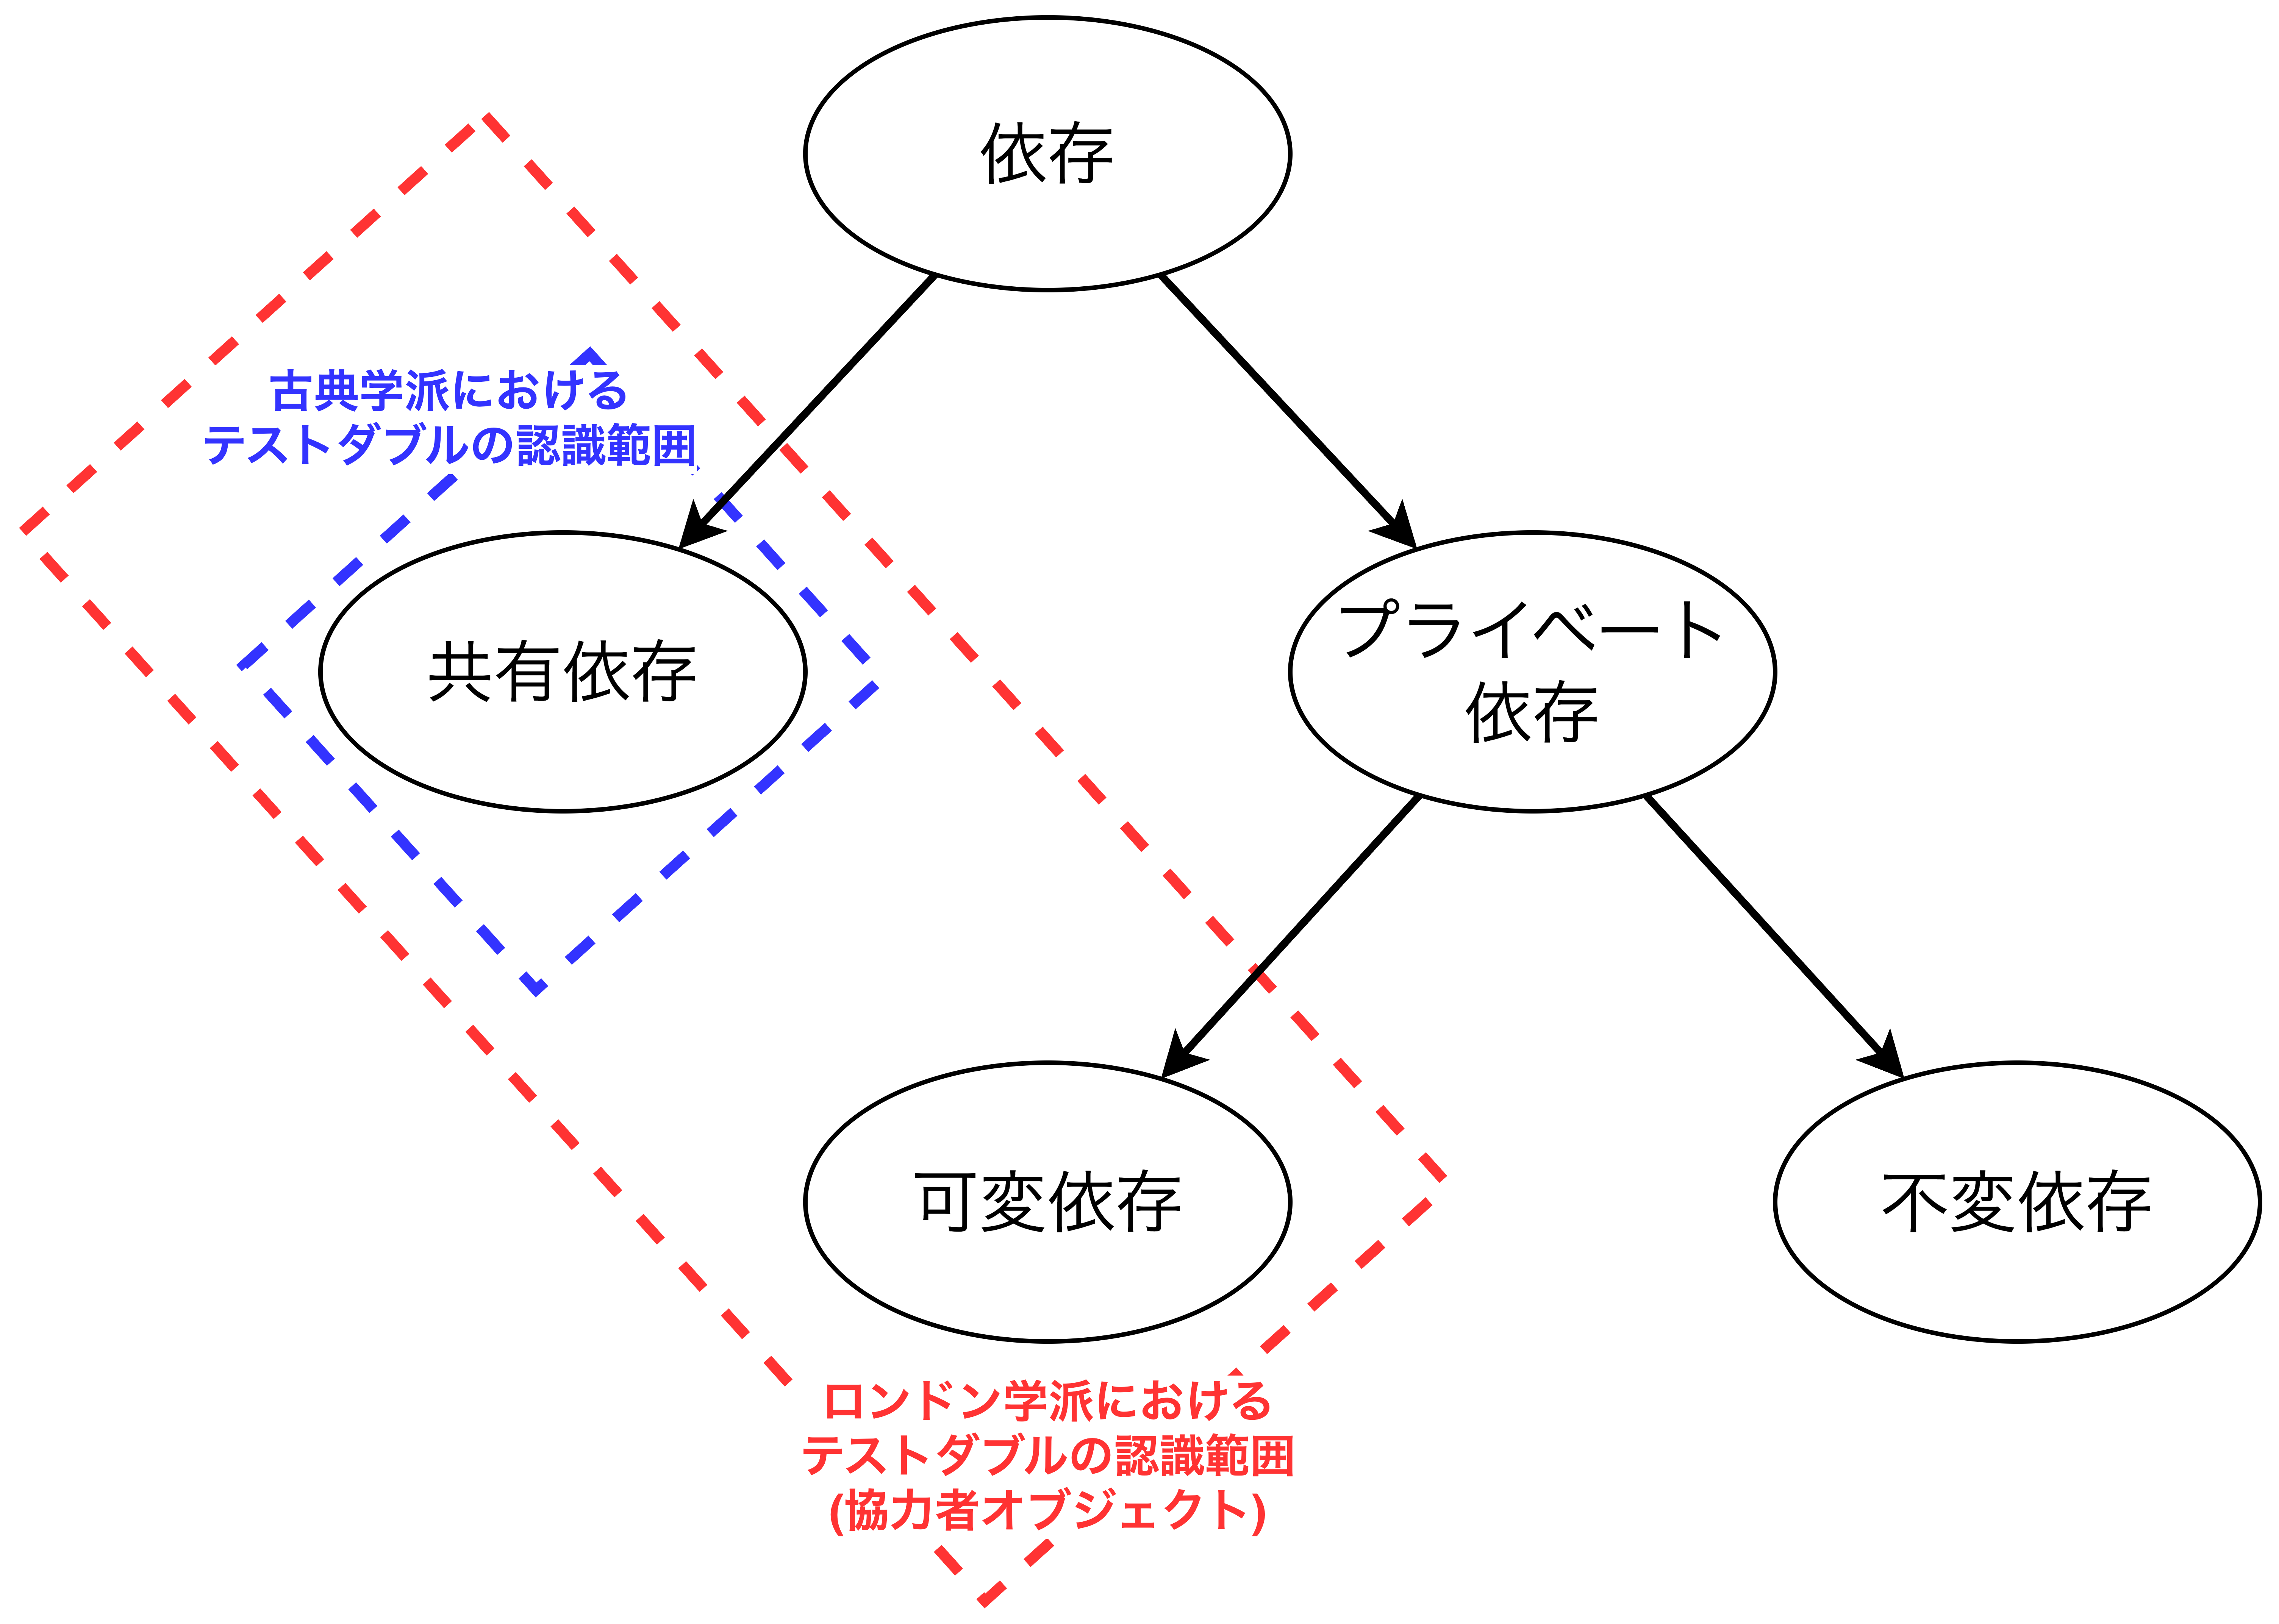 依存
古典学派における
テストダブルの認識範囲
共有依存
プライベート
依存
可変依存
不変依存
ロンドン学派における
テストダブルの認識範囲
(協力者オブジェクト)